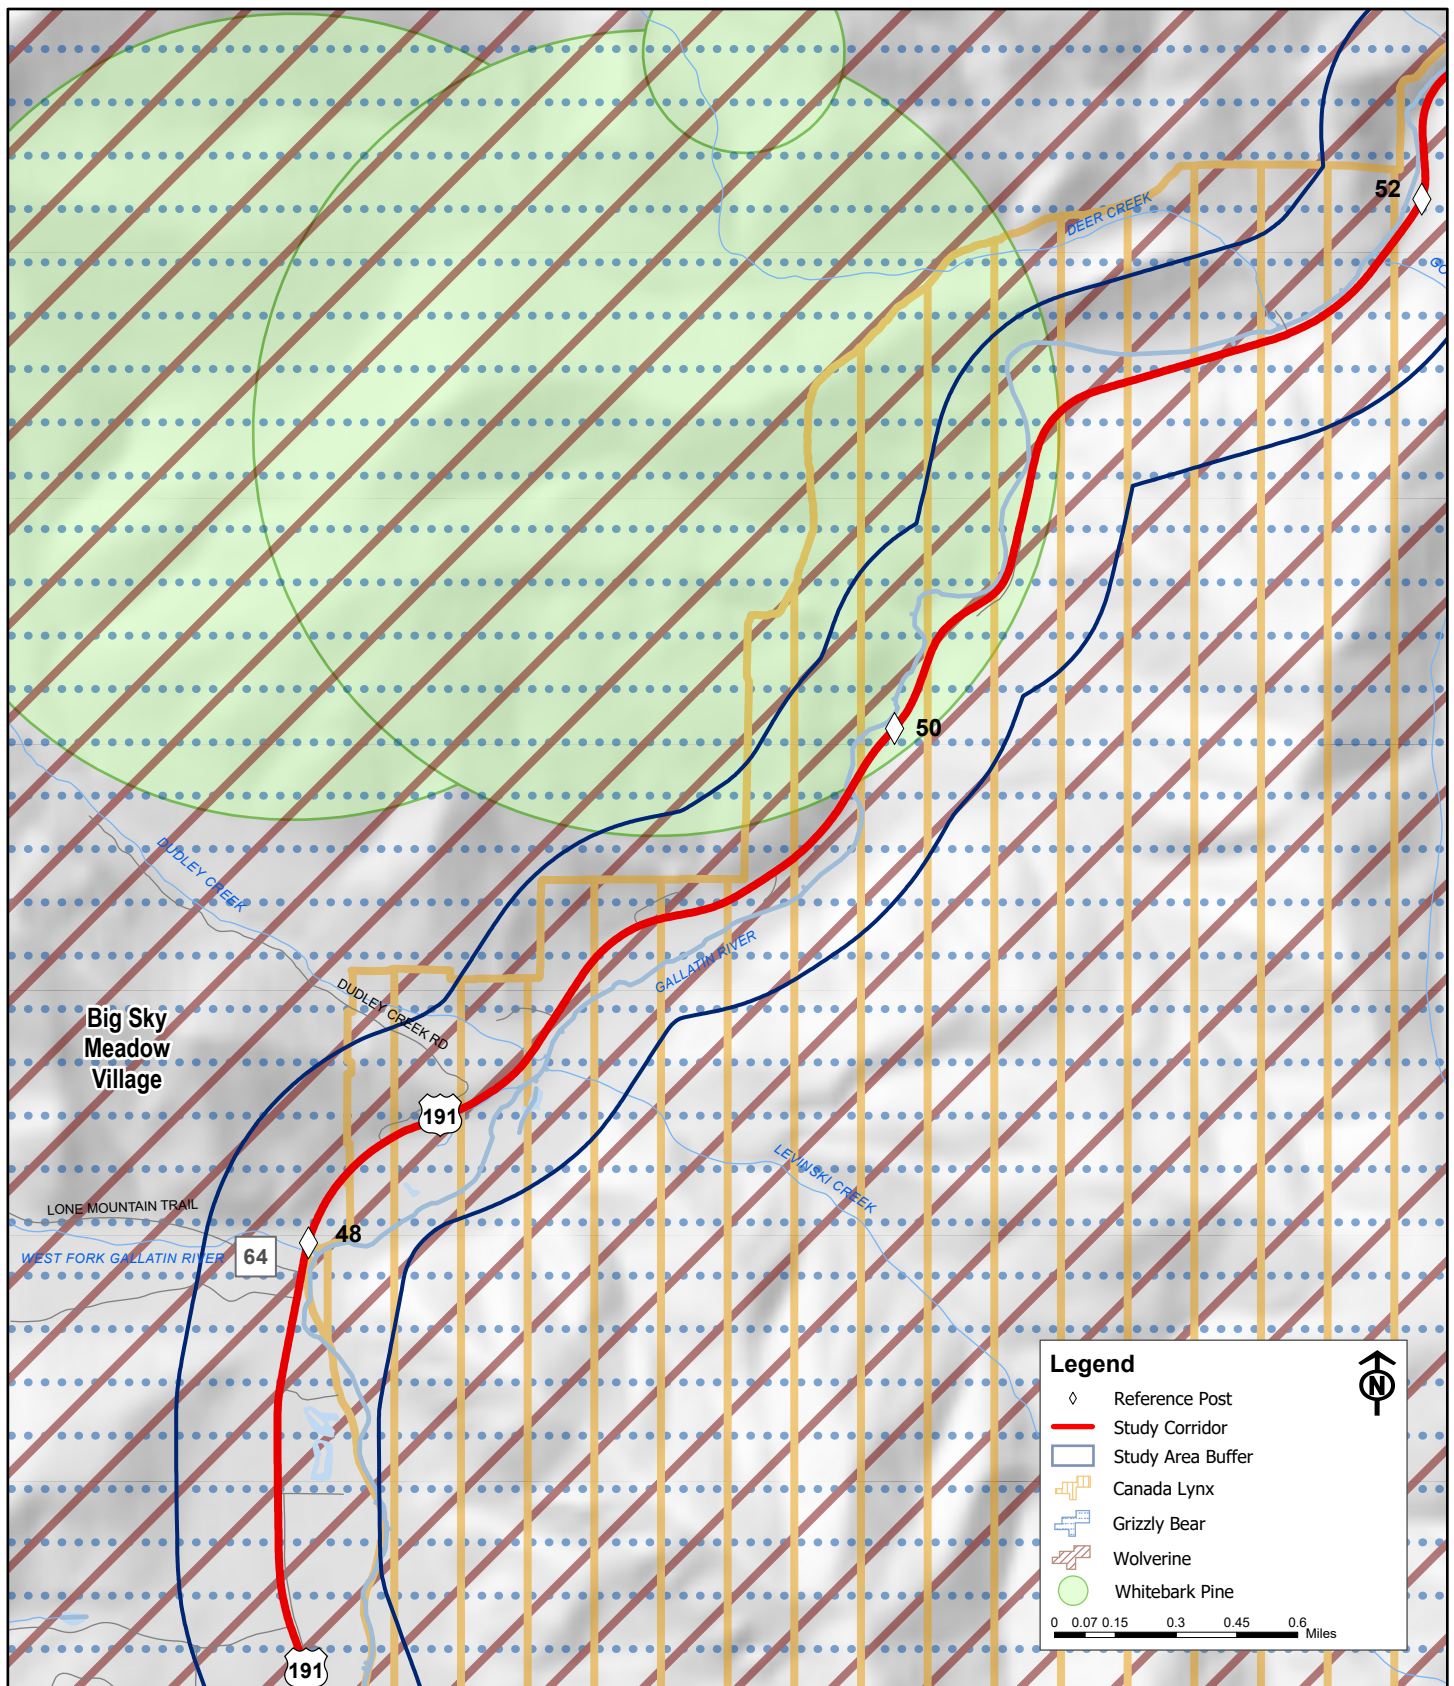 52
DEER CREEK
GO
50
DUDLEY CREEK
GALLATIN RIVER
DUDLEY CREEK RD
Big Sky
Meadow
Village
191
LEVINSKI CREEK
LONE MOUNTAIN TRAIL
48
WEST FORK GALLATIN RIVER
64
191
Legend
N
Reference Post
Study Corridor
Study Area Buffer
Canada Lynx
Grizzly Bear
Wolverine
Whitebark Pine
0 0.07 0.15 0.3 0.45 0.6
Miles